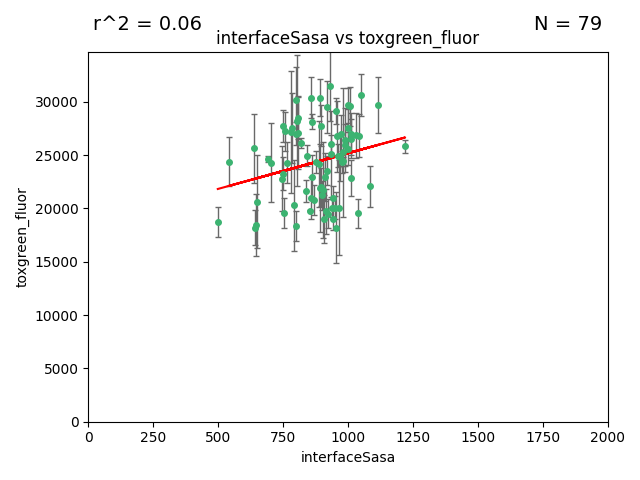 r^2 = 0.06
N = 79
interfaceSasa vs toxgreen_fluor
30000
25000
20000
15000
10000
5000
0
toxgreen_fluor
0 250 500 750 1000 1250 1500 1750 2000
interfaceSasa